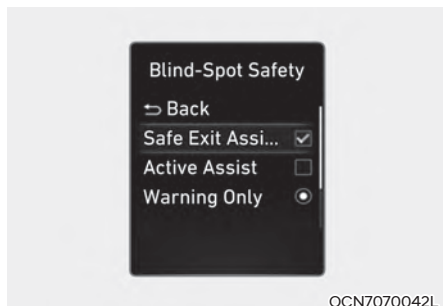 Blind-Spot Safety
Back
Safe Exit Assi...
Active Assist
Warning Only
OCN7070042L